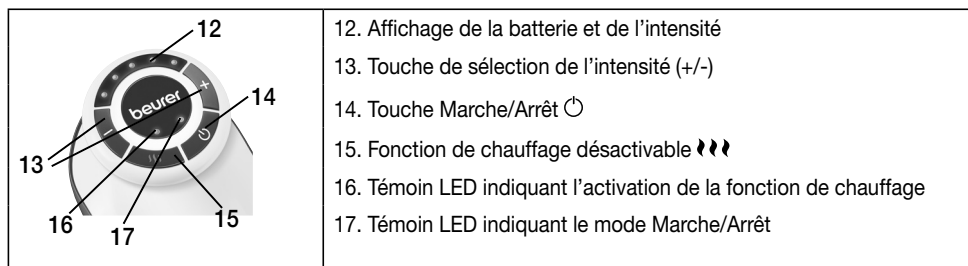 12
14
13
16
17
15
beurer
12. Affichage de la batterie et de l'intensité
13. Touche de sélection de l'intensité (+/-)
14. Touche Marche/Arrêt
15. Fonction de chauffage désactivable
16. Témoin LED indiquant l'activation de la fonction de chauffage
17. Témoin LED indiquant le mode Marche/Arrêt